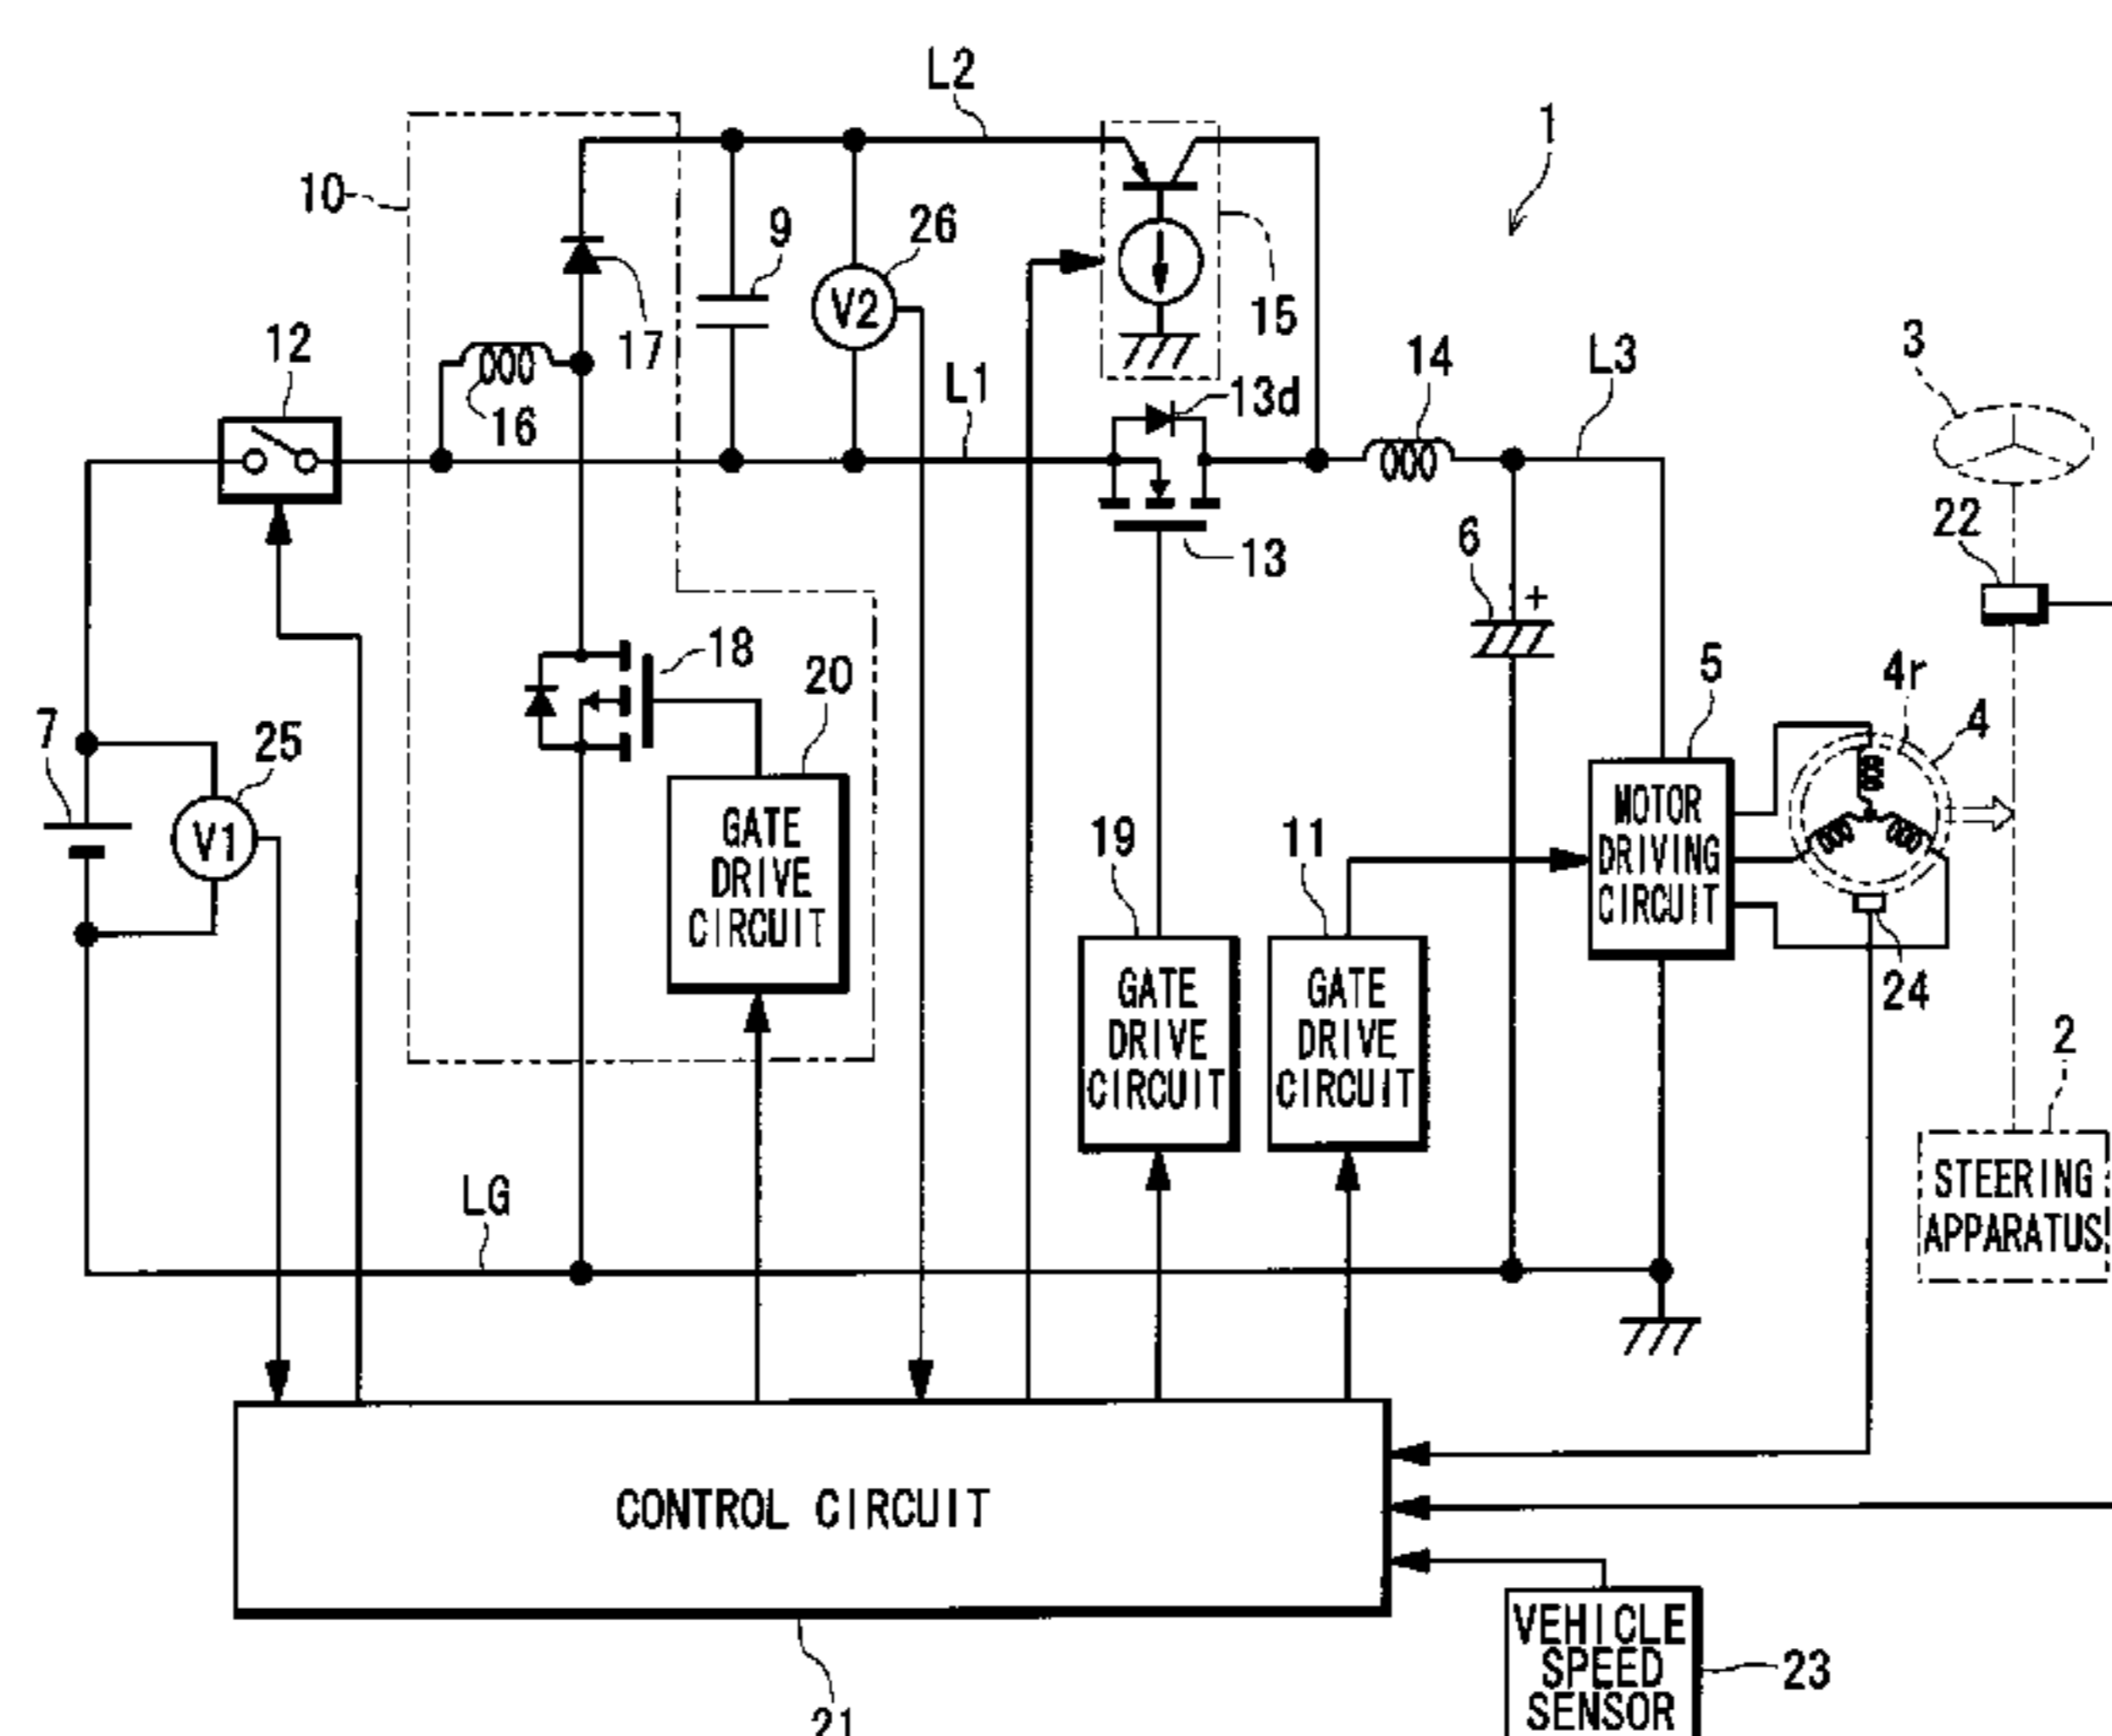 L2
1
10
9
26
V2
15
17
12
16
L1
13d
14
L3
3
13
6
+
22
18
20
5
4r
4
7
25
V1
GATE
DRIVE
CIRCUIT
19
11
MOTOR
DRIVING
CIRCUIT
24
GATE
DRIVE
CIRCUIT
GATE
DRIVE
CIRCUIT
2
STEERING
APPARATUS
LG
CONTROL CIRCUIT
21
VEHICLE
SPEED
SENSOR
23